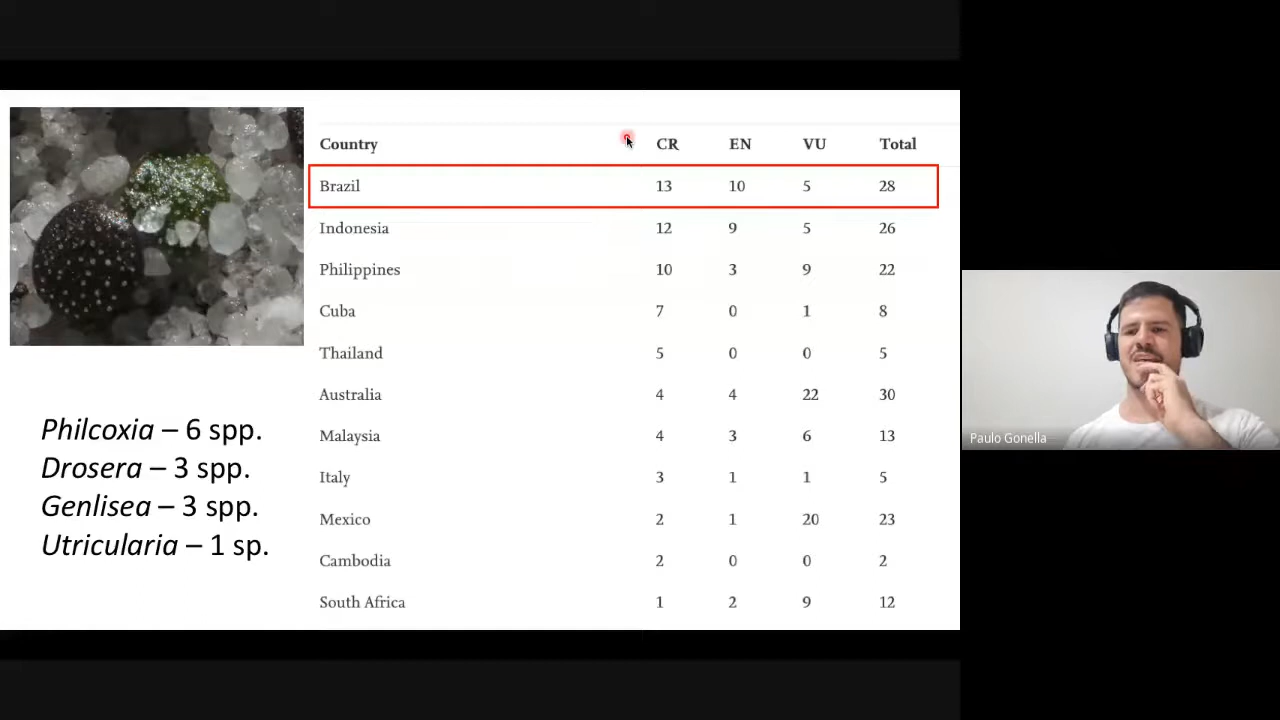 Country CR EN VU Total
Brazil 13 10 5 28
Indonesia 12 9 5 26
Philippines 10 3 9 22
Cuba 7 0 1 8
Thailand 5 0 0 5
Australia 4 4 22 30
Malaysia 4 3 6 13
Italy 3 1 1 5
Mexico 2 1 20 23
Cambodia 2 0 0 2
South Africa 1 2 9 12
Philcoxia – 6 spp.
Drosera – 3 spp.
Genlisea – 3 spp.
Utricularia – 1 sp.
Paulo Gonella